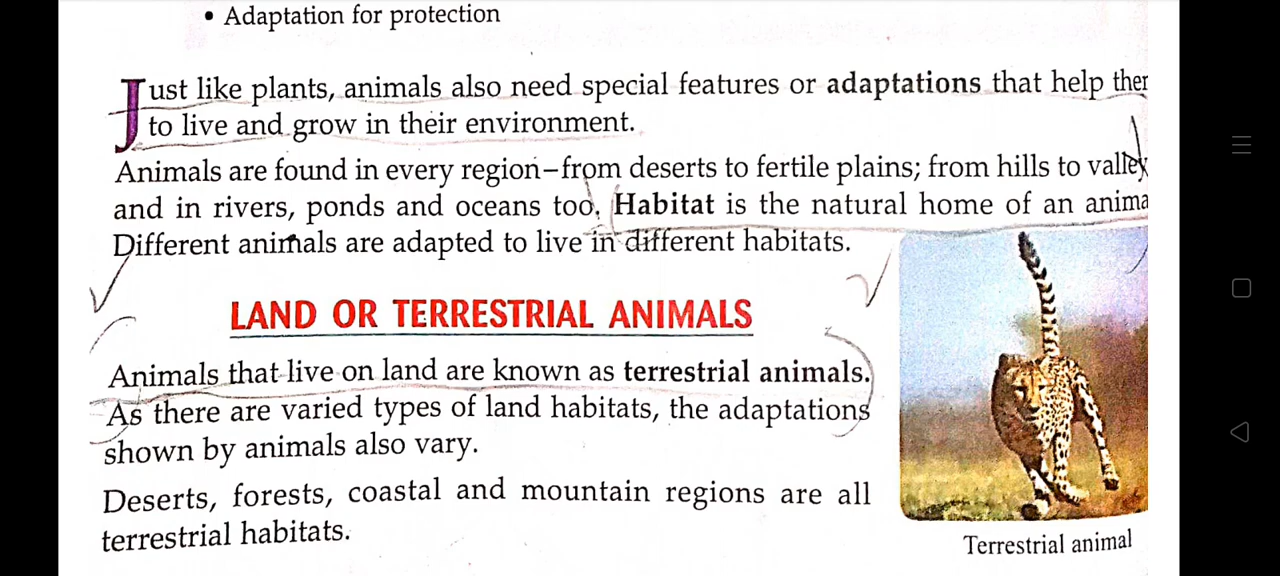 • Adaptation for protection
Just like plants, animals also need special features or adaptations that help ther
to live and grow in their environment.
Animals are found in every region–from deserts to fertile plains; from hills to valley
and in rivers, ponds and oceans too. Habitat is the natural home of an anima
Different animals are adapted to live in different habitats.
LAND OR TERRESTRIAL ANIMALS
Animals that live on land are known as terrestrial animals.
As there are varied types of land habitats, the adaptations
shown by animals also vary.
Deserts, forests, coastal and mountain regions are all
terrestrial habitats.
Terrestrial animal